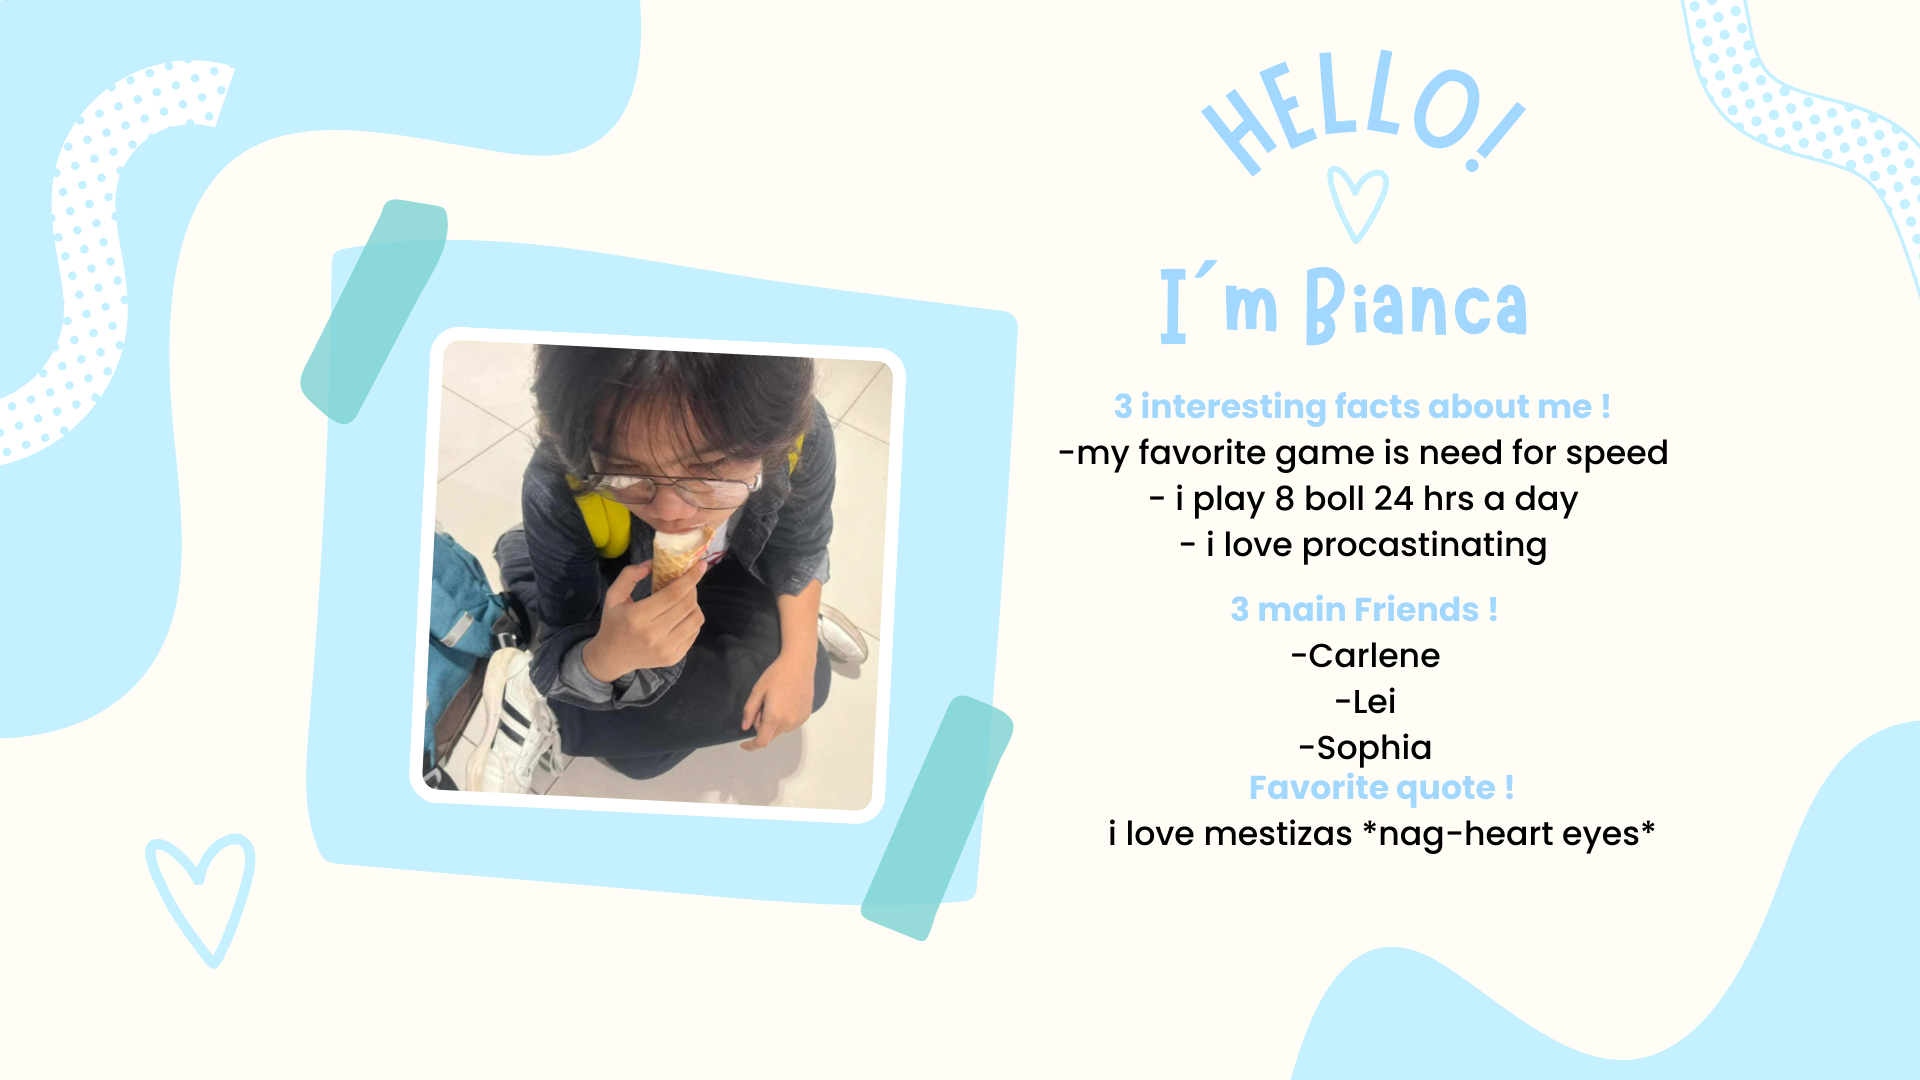 HELLO!
I´m Bianca
3 interesting facts about me !
-my favorite game is need for speed
- i play 8 boll 24 hrs a day
- i love procastinating
3 main Friends !
-Carlene
-Lei
-Sophia
Favorite quote !
i love mestizas *nag-heart eyes*